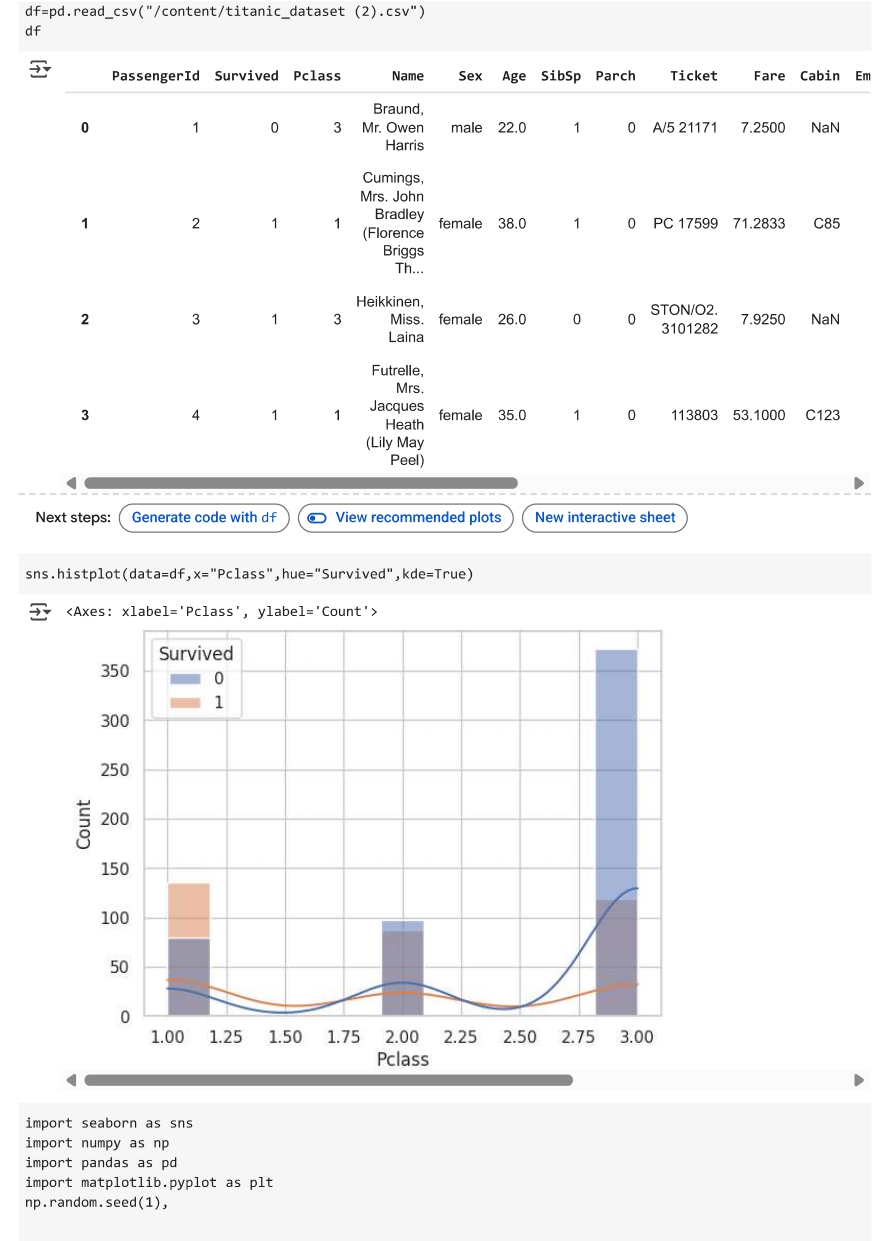 df=pd.read_csv("/content/titanic_dataset (2).csv")
df
PassengerId Survived Pclass Name Sex Age SibSp Parch Ticket Fare Cabin Em
0 1 0 3 Braund, Mr. Owen Harris male 22.0 1 0 A/5 21171 7.2500 NaN
1 2 1 1 Cumings, Mrs. John Bradley (Florence Briggs Th... female 38.0 1 0 PC 17599 71.2833 C85
2 3 1 3 Heikkinen, Miss. Laina female 26.0 0 0 STON/O2. 3101282 7.9250 NaN
3 4 1 1 Futrelle, Mrs. Jacques Heath (Lily May Peel) female 35.0 1 0 113803 53.1000 C123
Next steps: Generate code with df View recommended plots New interactive sheet
sns.histplot(data=df,x="Pclass",hue="Survived",kde=True)
<Axes: xlabel='Pclass', ylabel='Count'>
Survived
0
1
350
300
250
200
150
100
50
0
Count
1.00 1.25 1.50 1.75 2.00 2.25 2.50 2.75 3.00
Pclass
import seaborn as sns
import numpy as np
import pandas as pd
import matplotlib.pyplot as plt
np.random.seed(1),